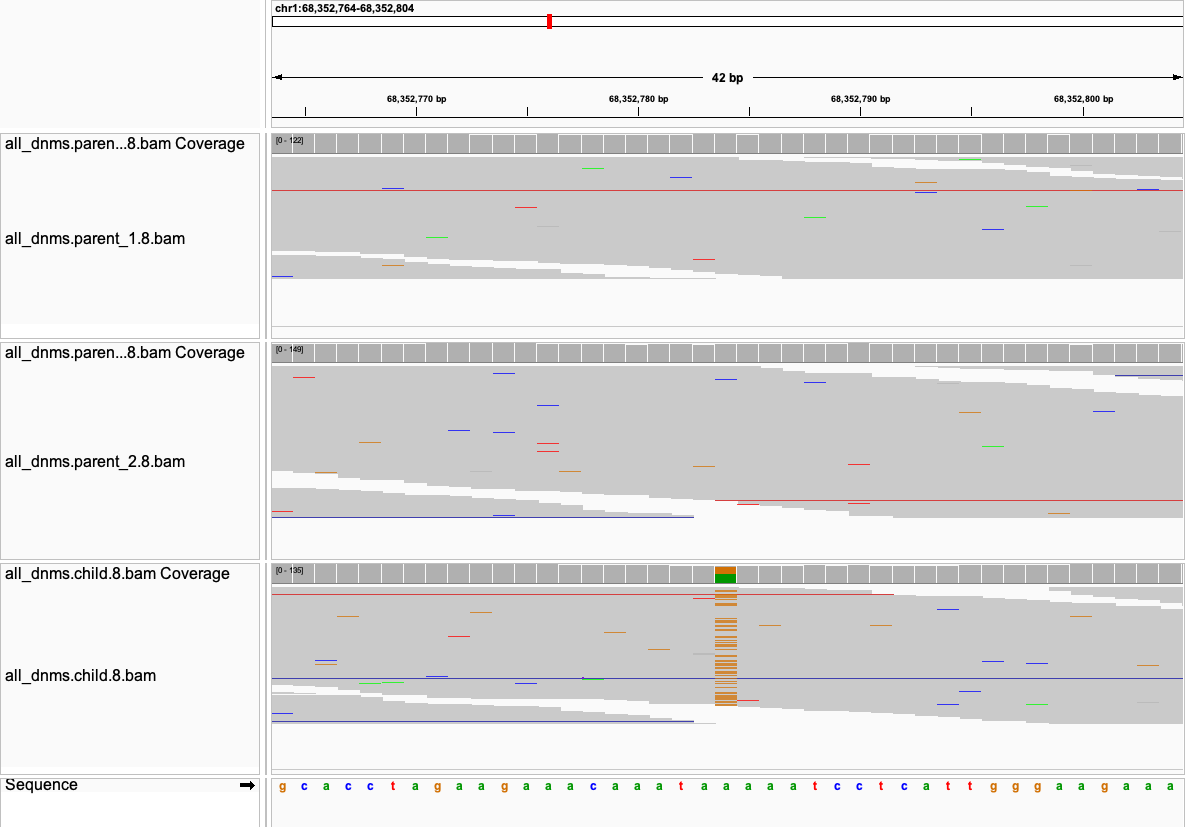 chr1:68,352,764-68,352,804
42 bp
68,352,770 bp 68,352,780 bp 68,352,790 bp 68,352,800 bp
all_dnms.paren...8.bam Coverage [0 - 122]
all_dnms.parent_1.8.bam
all_dnms.paren...8.bam Coverage [0 - 149]
all_dnms.parent_2.8.bam
all_dnms.child.8.bam Coverage [0 - 135]
all_dnms.child.8.bam
Sequence g c a c c t a g a a g a a a c a a a t a a a a a t c c t c a t t g g g a a g a a a